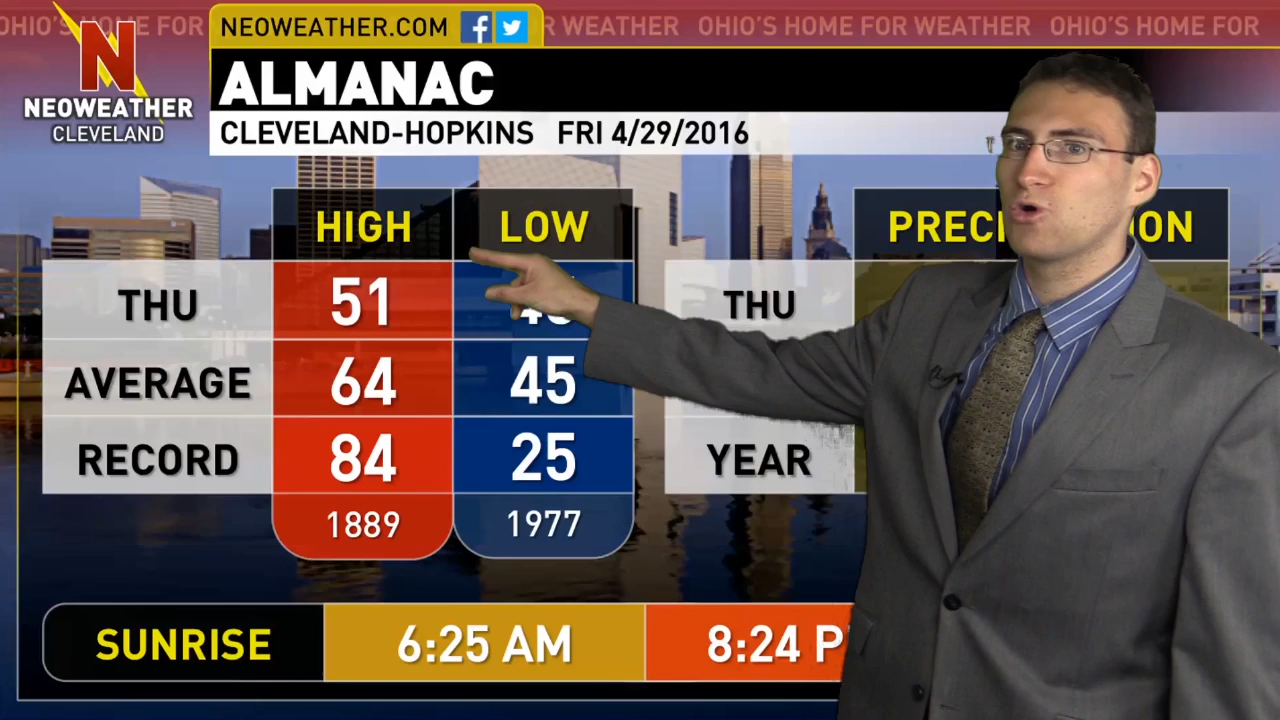 OHIO'S HOME FOR WEATHER OHIO'S HOME FOR WEATHER OHIO'S HOME FOR
N
NEOWEATHER
CLEVELAND
NEOWEATHER.COM
ALMANAC
CLEVELAND-HOPKINS FRI 4/29/2016
HIGH LOW
THU 51
AVERAGE 64 45
RECORD 84 25
1889 1977
THU
YEAR
SUNRISE 6:25 AM 8:24